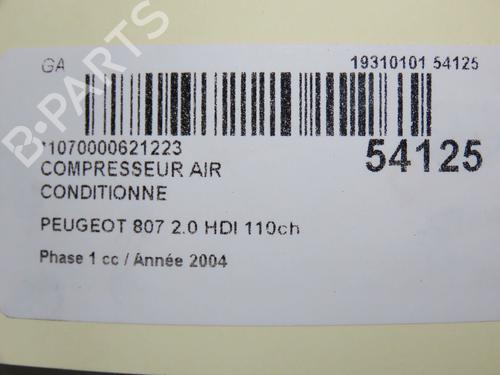 GA
19310101 54125
*1070000621223
54125
COMPRESSEUR AIR
CONDITIONNE
PEUGEOT 807 2.0 HDI 110ch
Phase 1 cc / Année 2004
B-PARTS